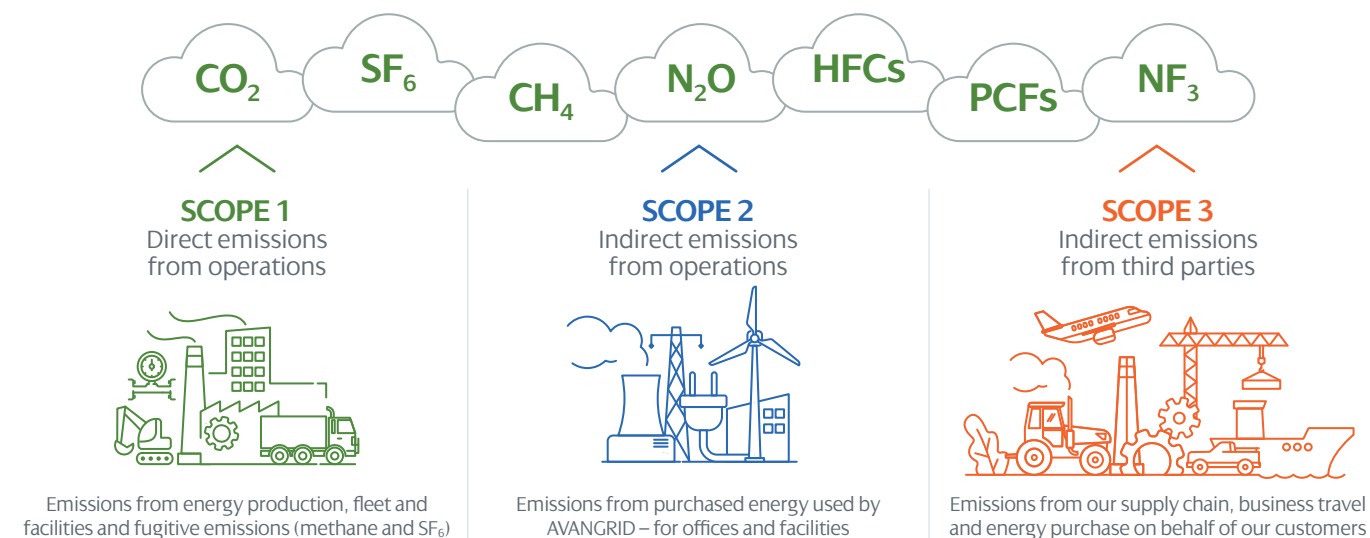 CO₂
SF₆
CH₄
N₂O
HFCs
PCFs
NF₃
SCOPE 1
Direct emissions
from operations
Emissions from energy production, fleet and
facilities and fugitive emissions (methane and SF₆)
SCOPE 2
Indirect emissions
from operations
Emissions from purchased energy used by
AVANGRID – for offices and facilities
SCOPE 3
Indirect emissions
from third parties
Emissions from our supply chain, business travel
and energy purchase on behalf of our customers